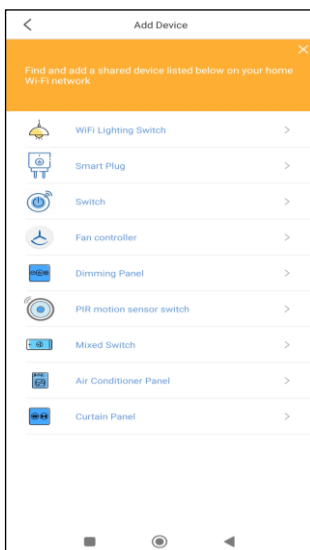 Add Device
Find and add a shared device listed below on your home
Wi-Fi network
WiFi Lighting Switch
Smart Plug
Switch
Fan controller
Dimming Panel
PIR motion sensor switch
Mixed Switch
Air Conditioner Panel
Curtain Panel